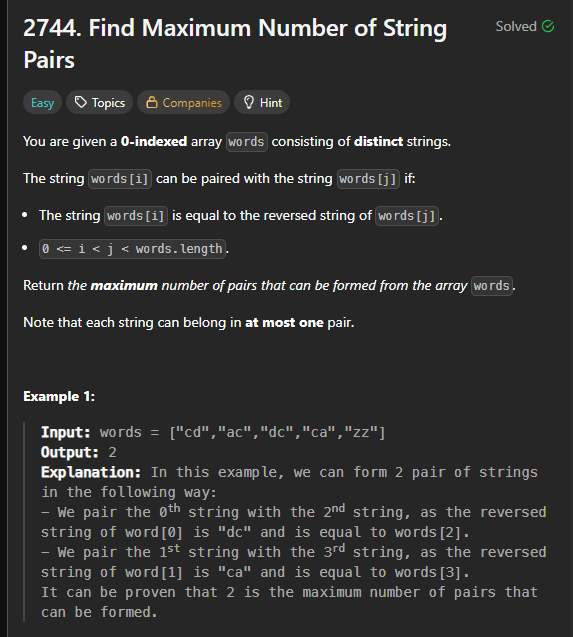 2744. Find Maximum Number of String
Solved
Pairs
Easy
Topics
Companies
Hint
You are given a 0-indexed array words consisting of distinct strings.
The string words[i] can be paired with the string words[j] if:
• The string words[i] is equal to the reversed string of words[j].
• 0 <= i < j < words.length.
Return the maximum number of pairs that can be formed from the array words.
Note that each string can belong in at most one pair.
Example 1:
Input: words = ["cd","ac","dc","ca","zz"]
Output: 2
Explanation: In this example, we can form 2 pair of strings
in the following way:
– We pair the 0th string with the 2nd string, as the reversed
string of word[0] is "dc" and is equal to words[2].
– We pair the 1st string with the 3rd string, as the reversed
string of word[1] is "ca" and is equal to words[3].
It can be proven that 2 is the maximum number of pairs that
can be formed.